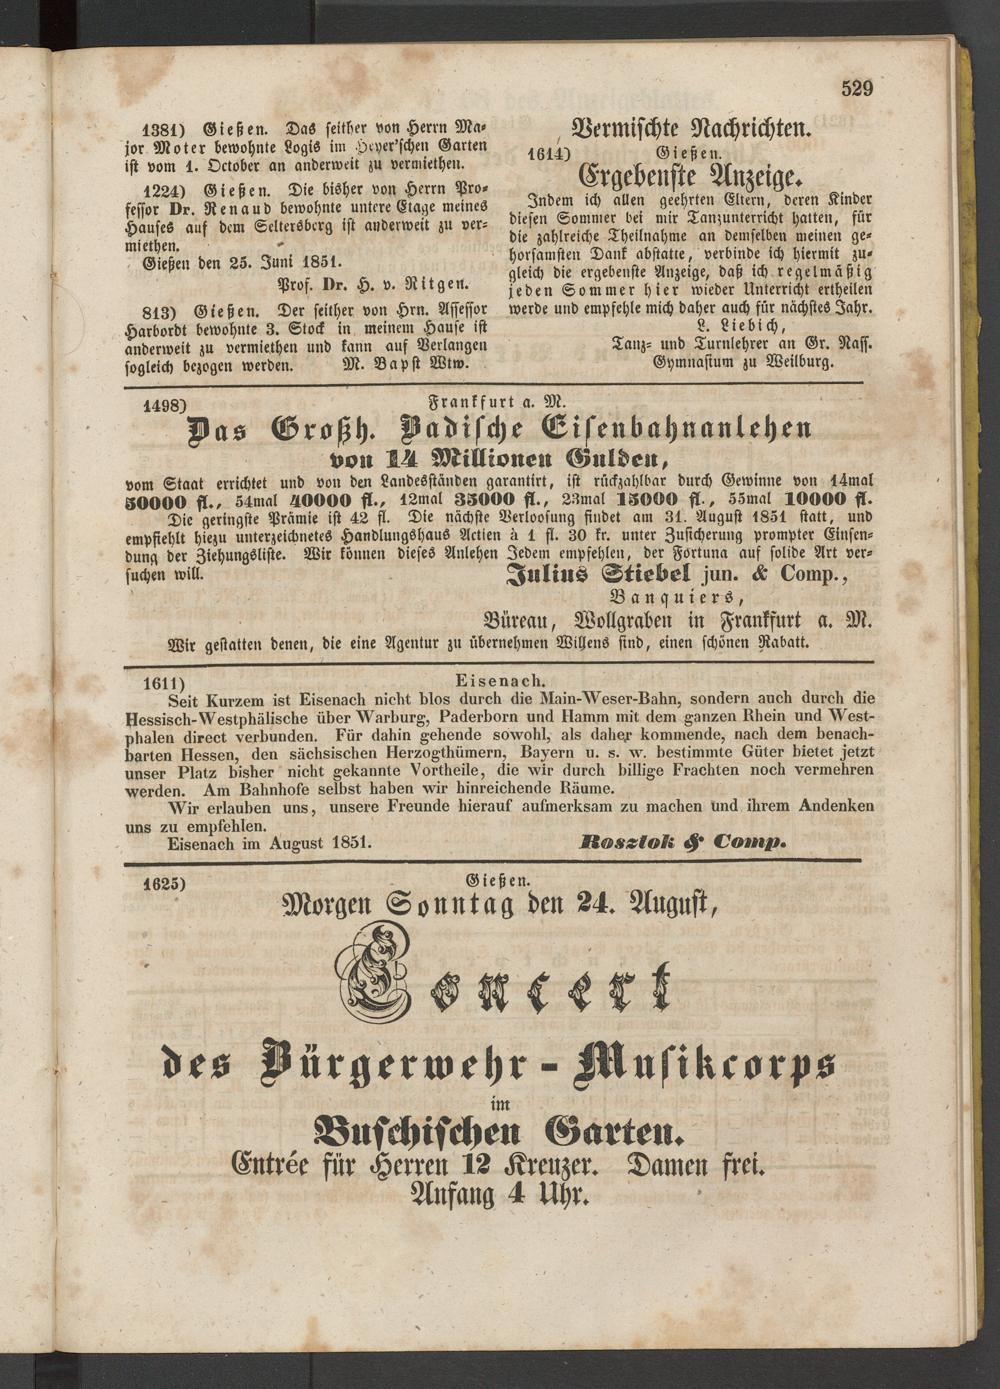 529
1381) Gießen. Das seither von Herrn Ma-
jor Moter bewohnte Logis im Heyer'schen Garten
ist vom 1. October an anderweit zu vermiethen.
1224) Gießen. Die bisher von Herrn Pro-
fessor Dr. Renaud bewohnte untere Etage meines
Hauses auf dem Seltersberg ist anderweit zu ver-
miethen.
Gießen den 25. Juni 1851.
Prof. Dr. H. v. Ritgen.
813) Gießen. Der seither von Hrn. Assessor
Harbordt bewohnte 3. Stock in meinem Hause ist
anderweit zu vermiethen und kann auf Verlangen
sogleich bezogen werden. M. Bapst Wtw.
Vermischte Nachrichten.
1614) Gießen.
Ergebenste Anzeige.
Indem ich allen geehrten Eltern, deren Kinder
diesen Sommer bei mir Tanzunterricht hatten, für
die zahlreiche Theilnahme an demselben meinen ge-
horsamsten Dank abstatte, verbinde ich hiermit zu-
gleich die ergebenste Anzeige, daß ich regelmäßig
jeden Sommer hier wieder Unterricht ertheilen
werde und empfehle mich daher auch für nächstes Jahr.
L. Liebich,
Tanz- und Turnlehrer an Gr. Nass.
Gymnasium zu Weilburg.
1498) Frankfurt a. M.
Das Großh. Badische Eisenbahnanlehen
von 14 Millionen Gulden,
vom Staat errichtet und von den Landesständen garantirt, ist rückzahlbar durch Gewinne von 14mal
50000 fl., 54mal 40000 fl., 12mal 35000 fl., 23mal 15000 fl., 55mal 10000 fl.
Die geringste Prämie ist 42 fl. Die nächste Verloosung findet am 31. August 1851 statt, und
empfiehlt hiezu unterzeichnetes Handlungshaus Actien à 1 fl. 30 kr. unter Zusicherung prompter Einsen-
dung der Ziehungsliste. Wir können dieses Anlehen Jedem empfehlen, der Fortuna auf solide Art ver-
suchen will. Julius Stiebel jun. & Comp.,
Banquiers,
Büreau, Wollgraben in Frankfurt a. M.
Wir gestatten denen, die eine Agentur zu übernehmen Willens sind, einen schönen Rabatt.
1611) Eisenach.
Seit Kurzem ist Eisenach nicht blos durch die Main-Weser-Bahn, sondern auch durch die
Hessisch-Westphälische über Warburg, Paderborn und Hamm mit dem ganzen Rhein und West-
phalen direct verbunden. Für dahin gehende sowohl, als daher kommende, nach dem benach-
barten Hessen, den sächsischen Herzogthümern, Bayern u. s. w. bestimmte Güter bietet jetzt
unser Platz bisher nicht gekannte Vortheile, die wir durch billige Frachten noch vermehren
werden. Am Bahnhofe selbst haben wir hinreichende Räume.
Wir erlauben uns, unsere Freunde hierauf aufmerksam zu machen und ihrem Andenken
uns zu empfehlen.
Eisenach im August 1851. Rosztok & Comp.
1625) Gießen.
Morgen Sonntag den 24. August,
Concert
des Bürgerwehr-Musikcorps
im
Buschischen Garten.
Entrée für Herren 12 Kreuzer. Damen frei.
Anfang 4 Uhr.